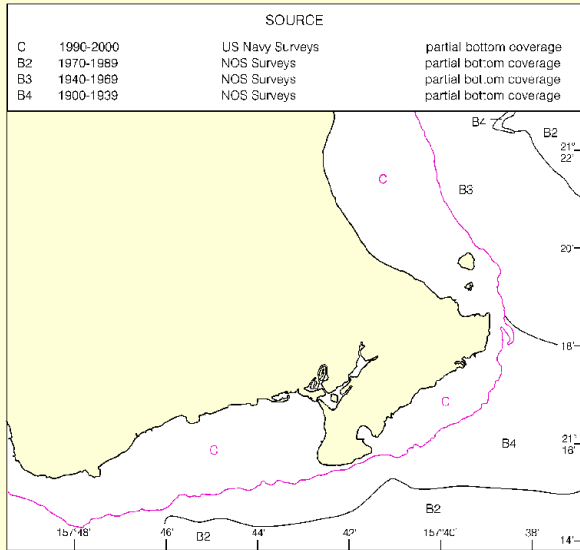 SOURCE
C 1990-2000 US Navy Surveys partial bottom coverage
B2 1970-1989 NOS Surveys partial bottom coverage
B3 1940-1969 NOS Surveys partial bottom coverage
B4 1900-1939 NOS Surveys partial bottom coverage
B4
B2
21°
22'
C
B3
20'
18'
C
21°
16'
C
B4
B2
B2
14'
157°48'
46'
44'
42'
157°40'
38'